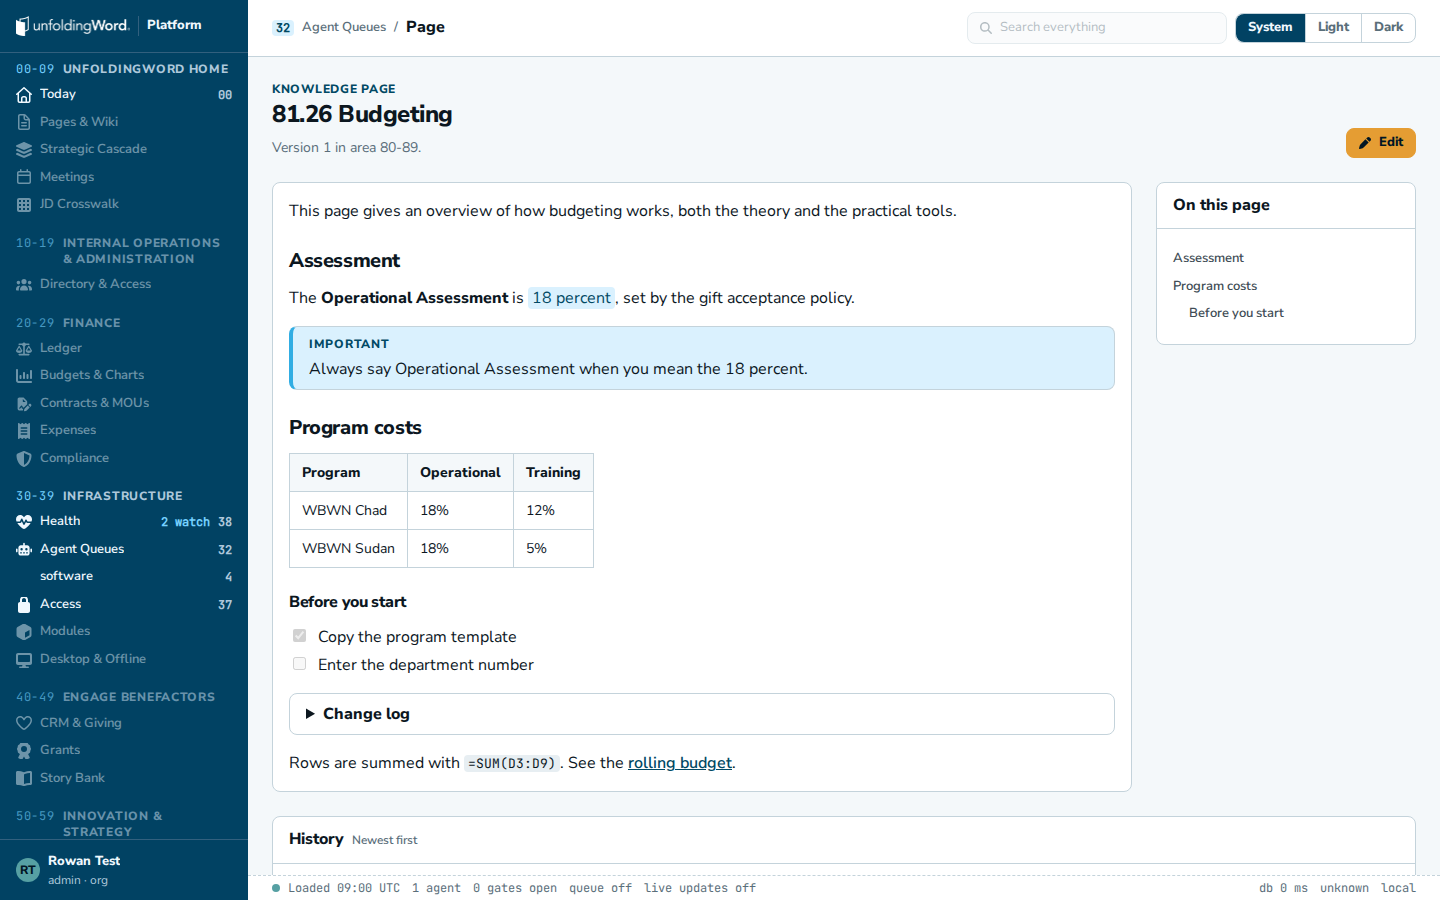 unfoldingWord Platform
00-09 UNFOLDINGWORD HOME
Today 00
Pages & Wiki
Strategic Cascade
Meetings
JD Crosswalk
10-19 INTERNAL OPERATIONS
& ADMINISTRATION
Directory & Access
20-29 FINANCE
Ledger
Budgets & Charts
Contracts & MOUs
Expenses
Compliance
30-39 INFRASTRUCTURE
Health 2 watch 38
Agent Queues 32
software 4
Access 37
Modules
Desktop & Offline
40-49 ENGAGE BENEFACTORS
CRM & Giving
Grants
Story Bank
50-59 INNOVATION &
STRATEGY
RT Rowan Test
admin · org
32 Agent Queues / Page
Search everything
System Light Dark
KNOWLEDGE PAGE
81.26 Budgeting
Version 1 in area 80-89.
Edit
This page gives an overview of how budgeting works, both the theory and the practical tools.
Assessment
The Operational Assessment is 18 percent, set by the gift acceptance policy.
IMPORTANT
Always say Operational Assessment when you mean the 18 percent.
Program costs
Program Operational Training
WBWN Chad 18% 12%
WBWN Sudan 18% 5%
Before you start
Copy the program template
Enter the department number
Change log
Rows are summed with =SUM(D3:D9). See the rolling budget.
On this page
Assessment
Program costs
Before you start
History Newest first
Loaded 09:00 UTC 1 agent 0 gates open queue off live updates off
db 0 ms unknown local